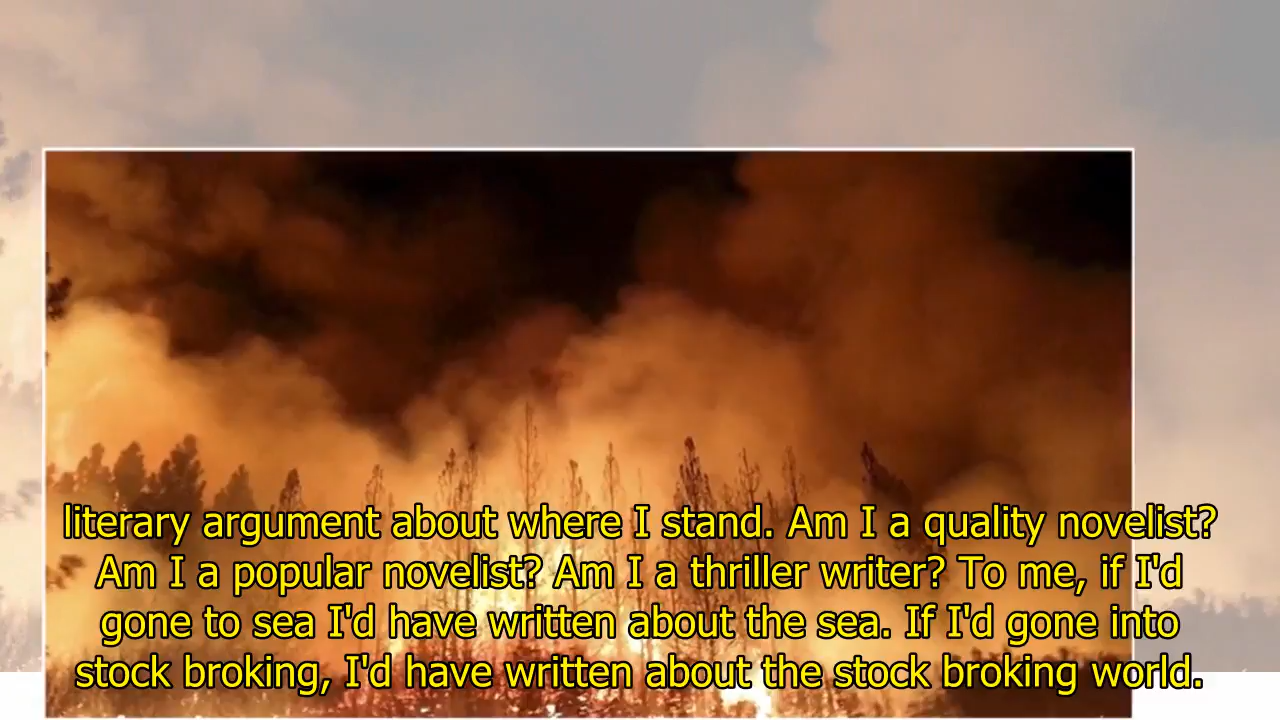 literary argument about where I stand. Am I a quality novelist?
Am I a popular novelist? Am I a thriller writer? To me, if I'd
gone to sea I'd have written about the sea. If I'd gone into
stock broking, I'd have written about the stock broking world.